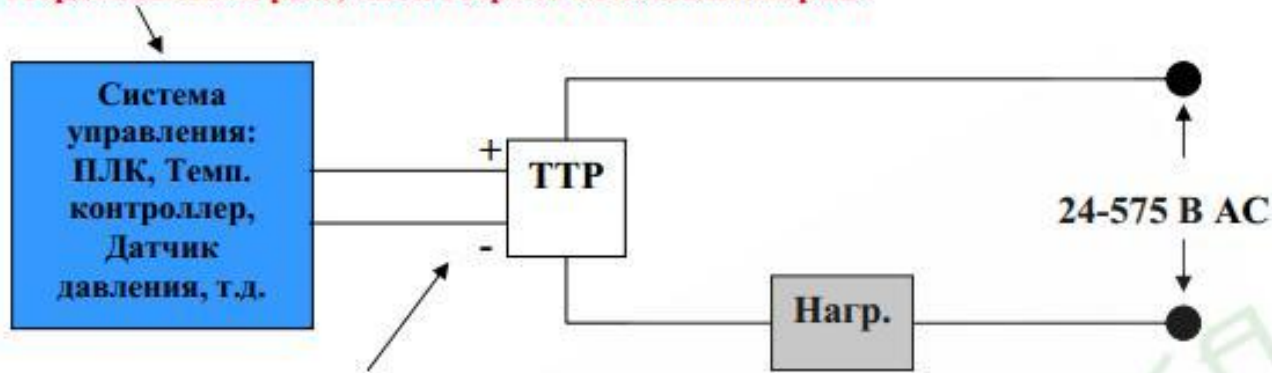 Система
управления:
ПЛК, Темп.
контроллер,
Датчик
давления, т.д.
+
ТТР
-
24-575 В АС
Нагр.